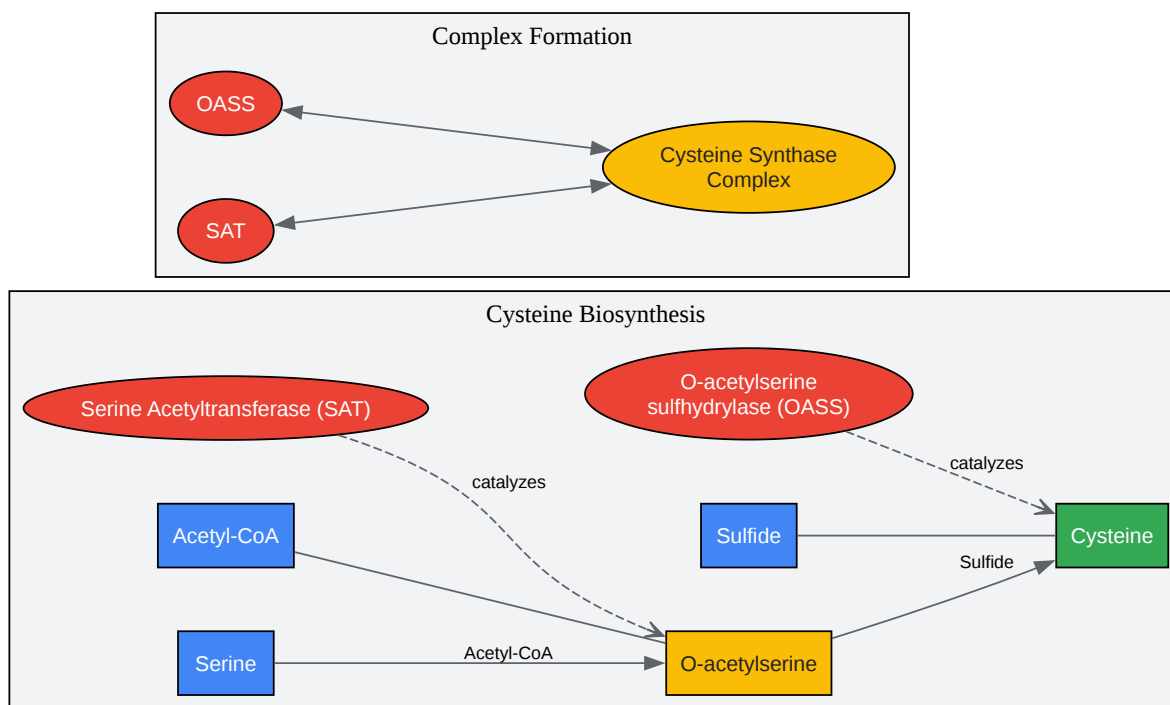 Complex Formation
OASS
Cysteine Synthase
Complex
SAT
Cysteine Biosynthesis
Serine Acetyltransferase (SAT)
O-acetylserine
sulfhydrylase (OASS)
catalyzes
catalyzes
Acetyl-CoA
Sulfide
Cysteine
Sulfide
Serine
Acetyl-CoA
O-acetylserine